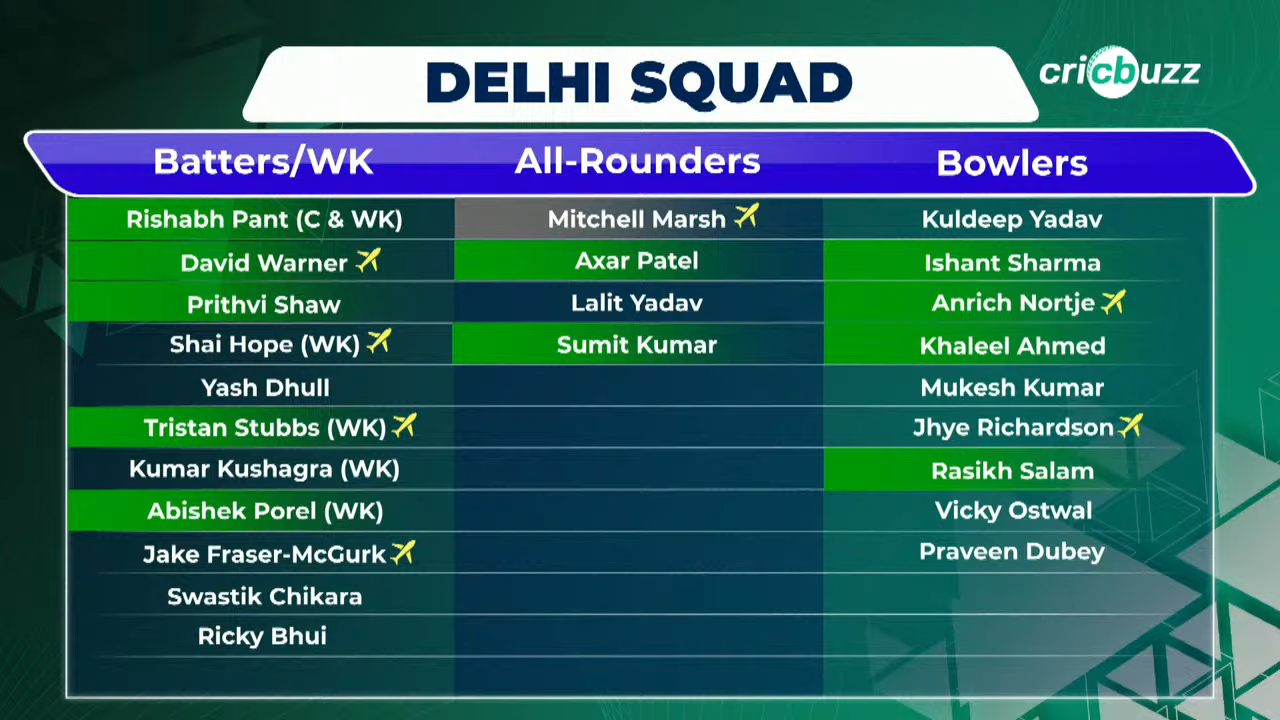 DELHI SQUAD
cricbuzz
Batters/WK
All-Rounders
Bowlers
Rishabh Pant (C & WK)
Mitchell Marsh
Kuldeep Yadav
David Warner
Axar Patel
Ishant Sharma
Prithvi Shaw
Lalit Yadav
Anrich Nortje
Shai Hope (WK)
Sumit Kumar
Khaleel Ahmed
Yash Dhull
Mukesh Kumar
Tristan Stubbs (WK)
Jhye Richardson
Kumar Kushagra (WK)
Rasikh Salam
Abishek Porel (WK)
Vicky Ostwal
Jake Fraser-McGurk
Praveen Dubey
Swastik Chikara
Ricky Bhui